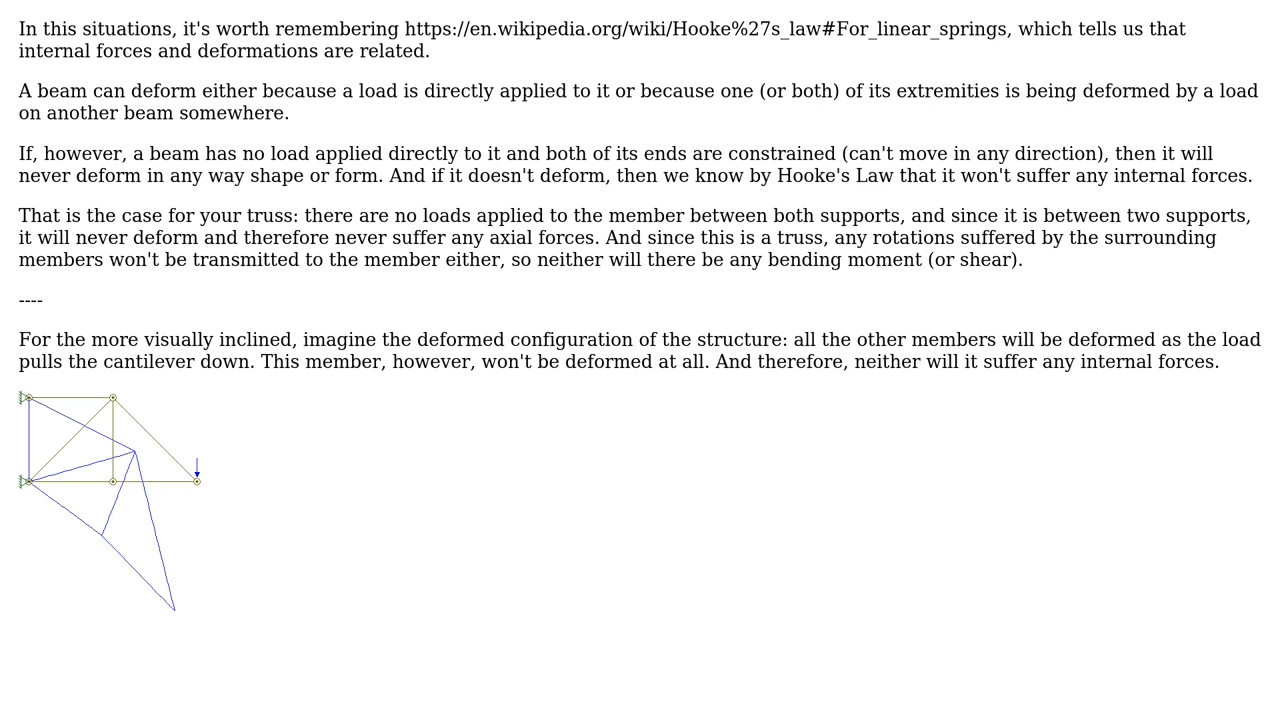 In this situations, it's worth remembering https://en.wikipedia.org/wiki/Hooke%27s_law#For_linear_springs, which tells us that
internal forces and deformations are related.
A beam can deform either because a load is directly applied to it or because one (or both) of its extremities is being deformed by a load
on another beam somewhere.
If, however, a beam has no load applied directly to it and both of its ends are constrained (can't move in any direction), then it will
never deform in any way shape or form. And if it doesn't deform, then we know by Hooke's Law that it won't suffer any internal forces.
That is the case for your truss: there are no loads applied to the member between both supports, and since it is between two supports,
it will never deform and therefore never suffer any axial forces. And since this is a truss, any rotations suffered by the surrounding
members won't be transmitted to the member either, so neither will there be any bending moment (or shear).
----
For the more visually inclined, imagine the deformed configuration of the structure: all the other members will be deformed as the load
pulls the cantilever down. This member, however, won't be deformed at all. And therefore, neither will it suffer any internal forces.